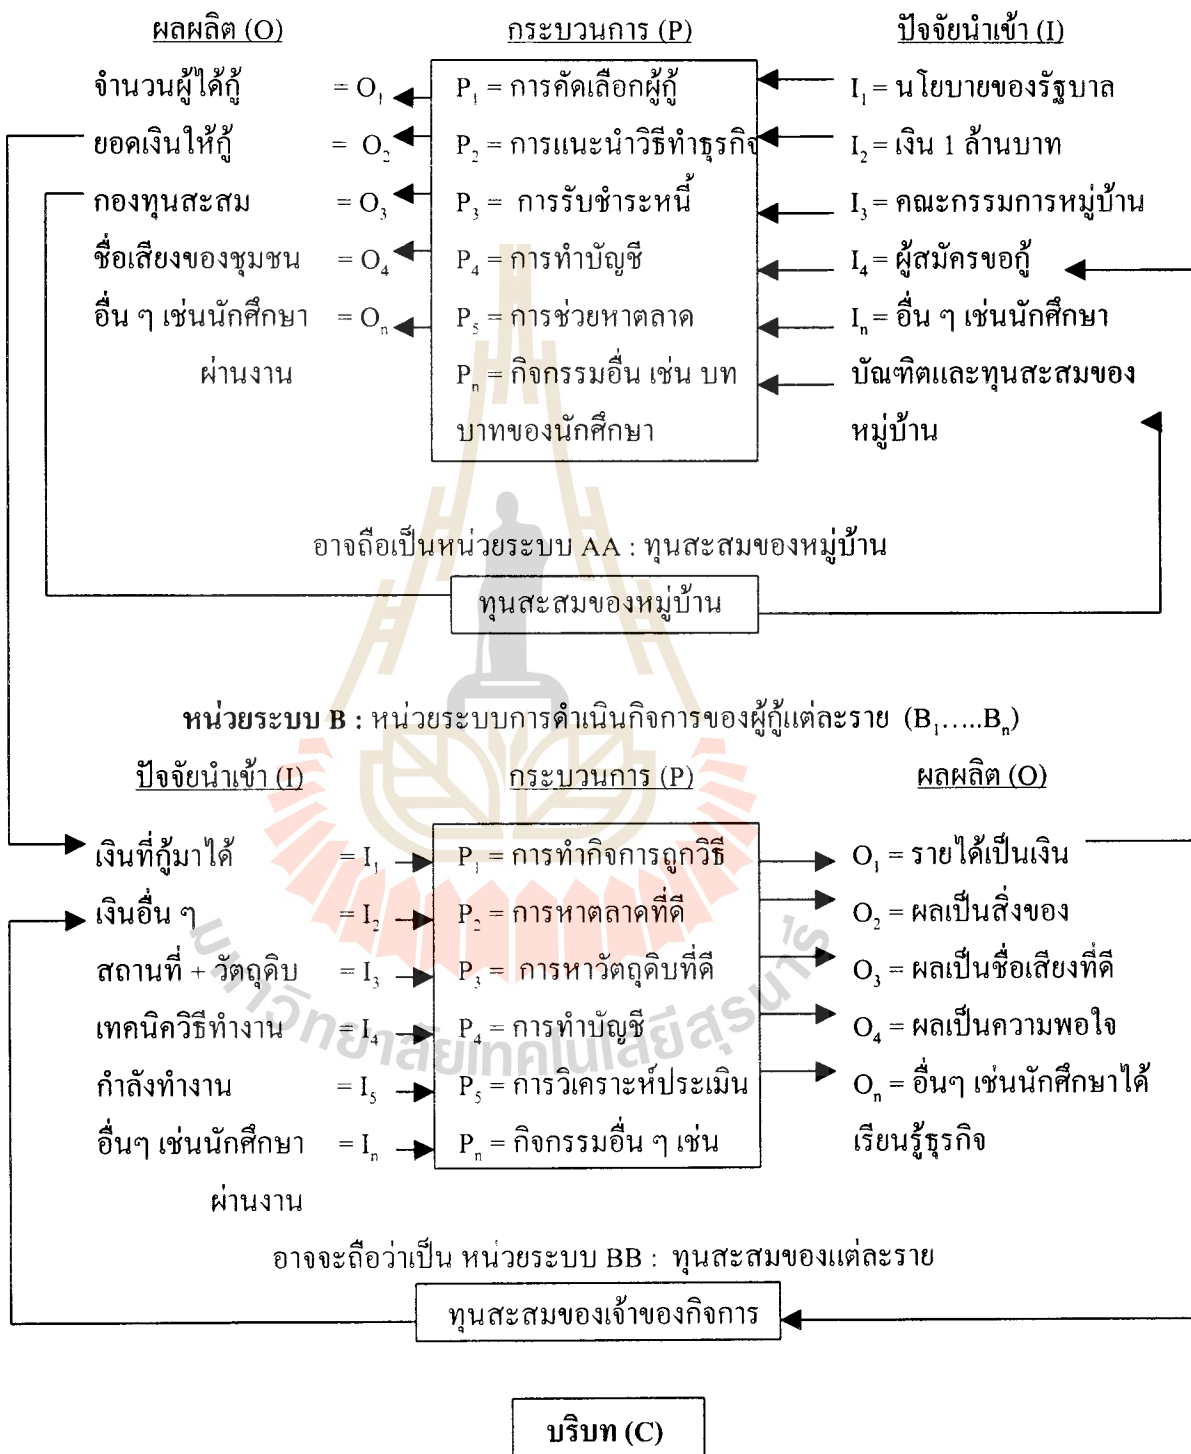 ผลผลิต (O) กระบวนการ (P) ปัจจัยนำเข้า (I)
จำนวนผู้ได้กู้ = O₁ P₁ = การคัดเลือกผู้กู้ I₁ = นโยบายของรัฐบาล
ยอดเงินให้กู้ = O₂ P₂ = การแนะนำวิธีทำธุรกิจ I₂ = เงิน 1 ล้านบาท
กองทุนสะสม = O₃ P₃ = การรับชำระหนี้ I₃ = คณะกรรมการหมู่บ้าน
ชื่อเสียงของชุมชน = O₄ P₄ = การทำบัญชี I₄ = ผู้สมัครขอกู้
อื่น ๆ เช่นนักศึกษา = Oₙ P₅ = การช่วยหาตลาด Iₙ = อื่น ๆ เช่นนักศึกษา
ผ่านงาน Pₙ = กิจกรรมอื่น เช่น บท บัณฑิตและทุนสะสมของ
บาทของนักศึกษา หมู่บ้าน
อาจถือเป็นหน่วยระบบ AA : ทุนสะสมของหมู่บ้าน
ทุนสะสมของหมู่บ้าน
หน่วยระบบ B : หน่วยระบบการดำเนินกิจการของผู้กู้แต่ละราย (B₁…..Bₙ)
ปัจจัยนำเข้า (I) กระบวนการ (P) ผลผลิต (O)
เงินที่กู้มาได้ = I₁ P₁ = การทำกิจการถูกวิธี O₁ = รายได้เป็นเงิน
เงินอื่น ๆ = I₂ P₂ = การหาตลาดที่ดี O₂ = ผลเป็นสิ่งของ
สถานที่ + วัตถุดิบ = I₃ P₃ = การหาวัตถุดิบที่ดี O₃ = ผลเป็นชื่อเสียงที่ดี
เทคนิควิธีทำงาน = I₄ P₄ = การทำบัญชี O₄ = ผลเป็นความพอใจ
กำลังทำงาน = I₅ P₅ = การวิเคราะห์ประเมิน Oₙ = อื่นๆ เช่นนักศึกษาได้
อื่นๆ เช่นนักศึกษา = Iₙ Pₙ = กิจกรรมอื่น ๆ เช่น เรียนรู้ธุรกิจ
ผ่านงาน
มหาวิทยาลัยเทคโนโลยีสุรนารี
อาจจะถือว่าเป็น หน่วยระบบ BB : ทุนสะสมของแต่ละราย
ทุนสะสมของเจ้าของกิจการ
บริบท (C)